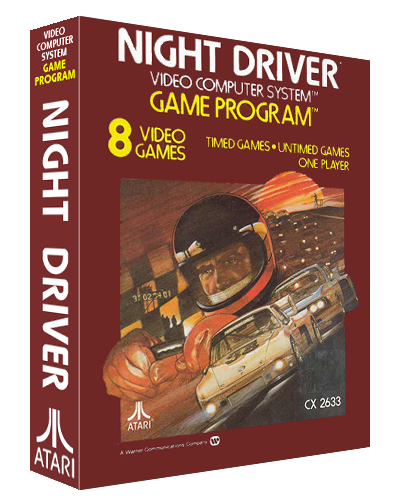 VIDEO
COMPUTER
SYSTEM
GAME
PROGRAM
NIGHT DRIVER
ATARI
NIGHT DRIVER
VIDEO COMPUTER SYSTEM™
GAME PROGRAM™
8 VIDEO
GAMES
TIMED GAMES • UNTIMED GAMES
ONE PLAYER
ATARI
CX 2633
A Warner Communications Company